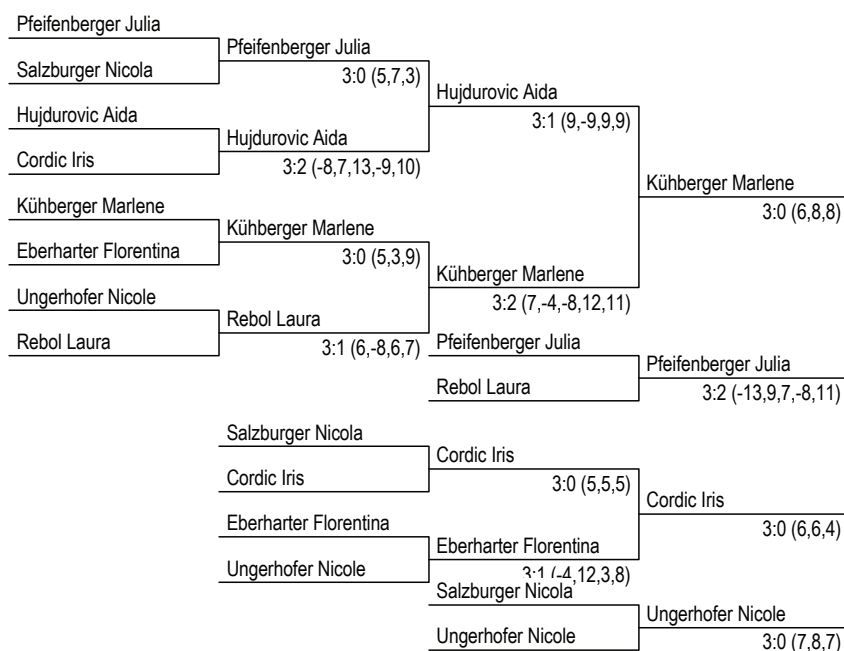 Pfeifenberger Julia
Pfeifenberger Julia
Salzburger Nicola
3:0 (5,7,3)
Hujdurovic Aida
Hujdurovic Aida
3:1 (9,-9,9,9)
Hujdurovic Aida
Cordic Iris
3:2 (-8,7,13,-9,10)
Kühberger Marlene
3:0 (6,8,8)
Kühberger Marlene
Kühberger Marlene
Eberharter Florentina
3:0 (5,3,9)
Kühberger Marlene
Ungerhofer Nicole
3:2 (7,-4,-8,12,11)
Rebol Laura
Rebol Laura
3:1 (6,-8,6,7)
Pfeifenberger Julia
Pfeifenberger Julia
Rebol Laura
3:2 (-13,9,7,-8,11)
Salzburger Nicola
Cordic Iris
Cordic Iris
3:0 (5,5,5)
Cordic Iris
Eberharter Florentina
3:0 (6,6,4)
Eberharter Florentina
Ungerhofer Nicole
3:1 (-4,12,3,8)
Salzburger Nicola
Ungerhofer Nicole
Ungerhofer Nicole
3:0 (7,8,7)